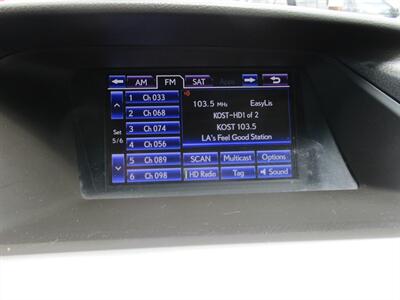 AM FM SAT Apps
1 Ch 033
2 Ch 068
3 Ch 074
4 Ch 056
5 Ch 089
6 Ch 098
Set
5/6
103.5 MHz EasyLis
KOST-HD1 of 2
KOST 103.5
LA's Feel Good Station
SCAN Multicast Options
HD Radio Tag Sound